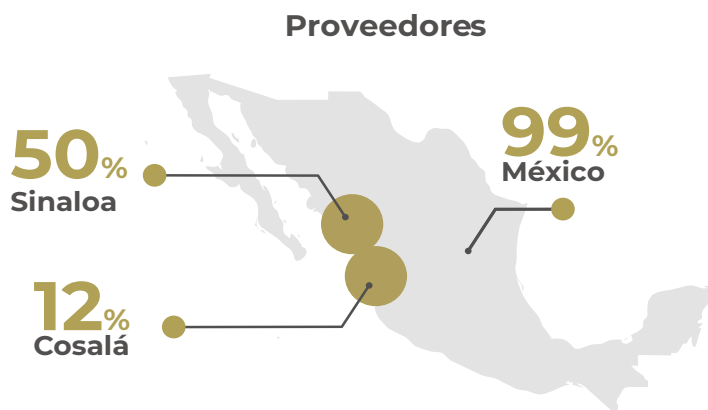 Proveedores
50%
Sinaloa
99%
México
12%
Cosalá